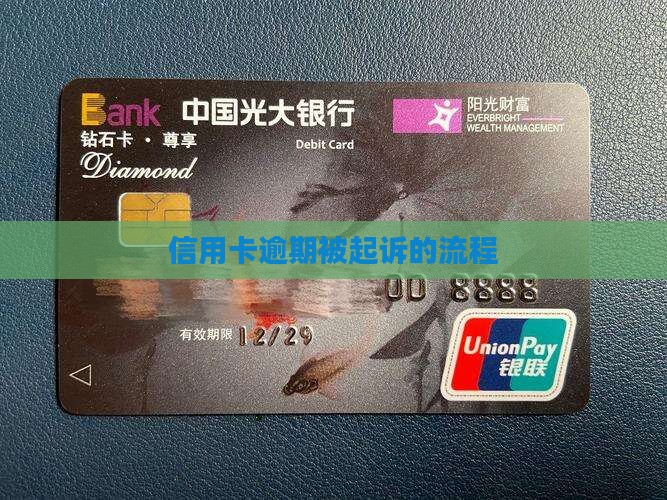 Bank 中国光大银行
阳光财富
EVERBRIGHT
WEALTH MANAGEMENT
钻石卡·尊享
Debit Card
Diamond
信用卡逾期被起诉的流程
00 8888
有效期限 12/29
UnionPay
银联